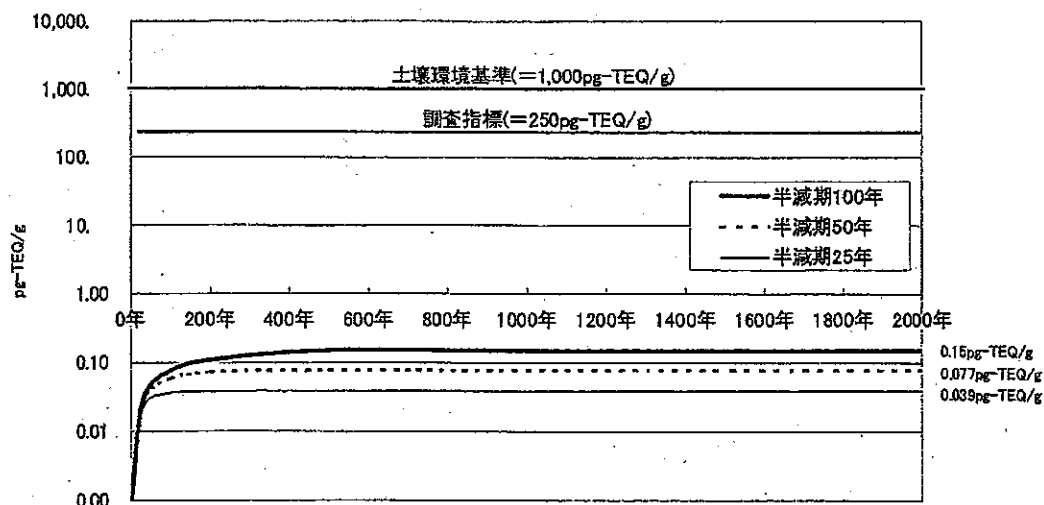 10,000.
土壌環境基準(=1,000pg-TEQ/g)
1,000.
調査指標(=250pg-TEQ/g)
100.
半減期100年
半減期50年
半減期25年
10.
pg-TEQ/g
1.00
0年 200年 400年 600年 800年 1000年 1200年 1400年 1600年 1800年 2000年
0.15pg-TEQ/g
0.10
0.077pg-TEQ/g
0.039pg-TEQ/g
0.01
0.00